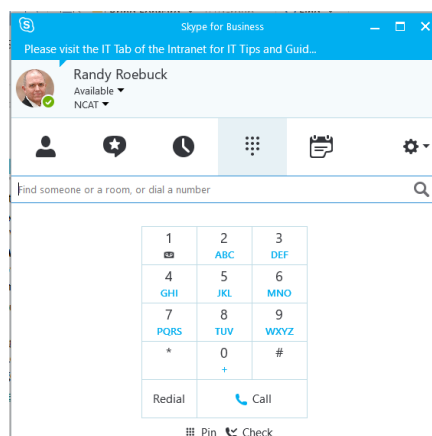 Skype for Business
Please visit the IT Tab of the Intranet for IT Tips and Guid...
Randy Roebuck
Available
NCAT
Find someone or a room, or dial a number
1 2 3
ABC DEF
4 5 6
GHI JKL MNO
7 8 9
PQRS TUV WXYZ
* 0 #
+
Redial Call
Pin Check